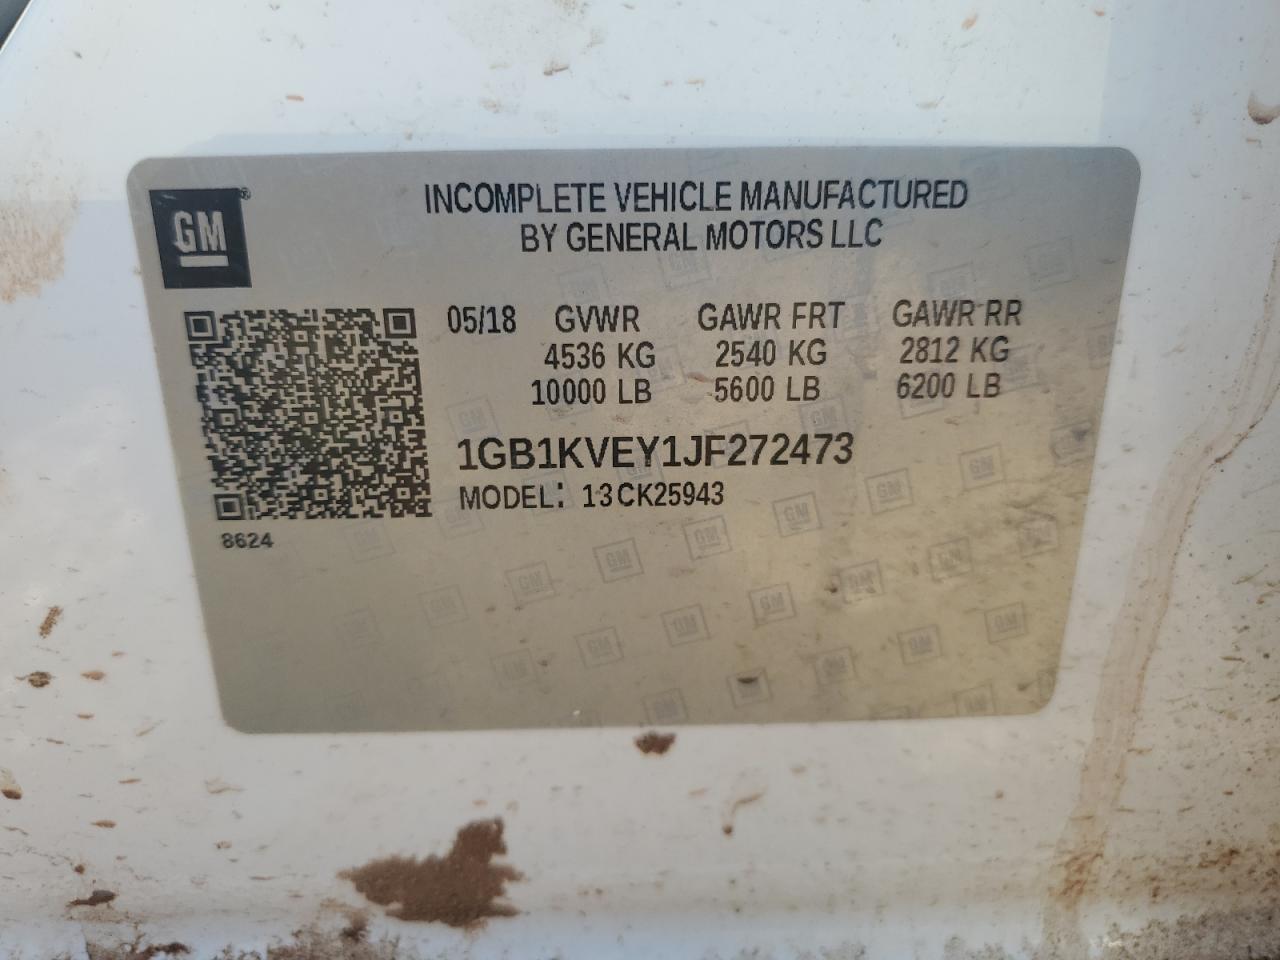 GM®
INCOMPLETE VEHICLE MANUFACTURED
BY GENERAL MOTORS LLC
05/18 GVWR GAWR FRT GAWR RR
4536 KG 2540 KG 2812 KG
10000 LB 5600 LB 6200 LB
1GB1KVEY1JF272473
MODEL: 13CK25943
8624